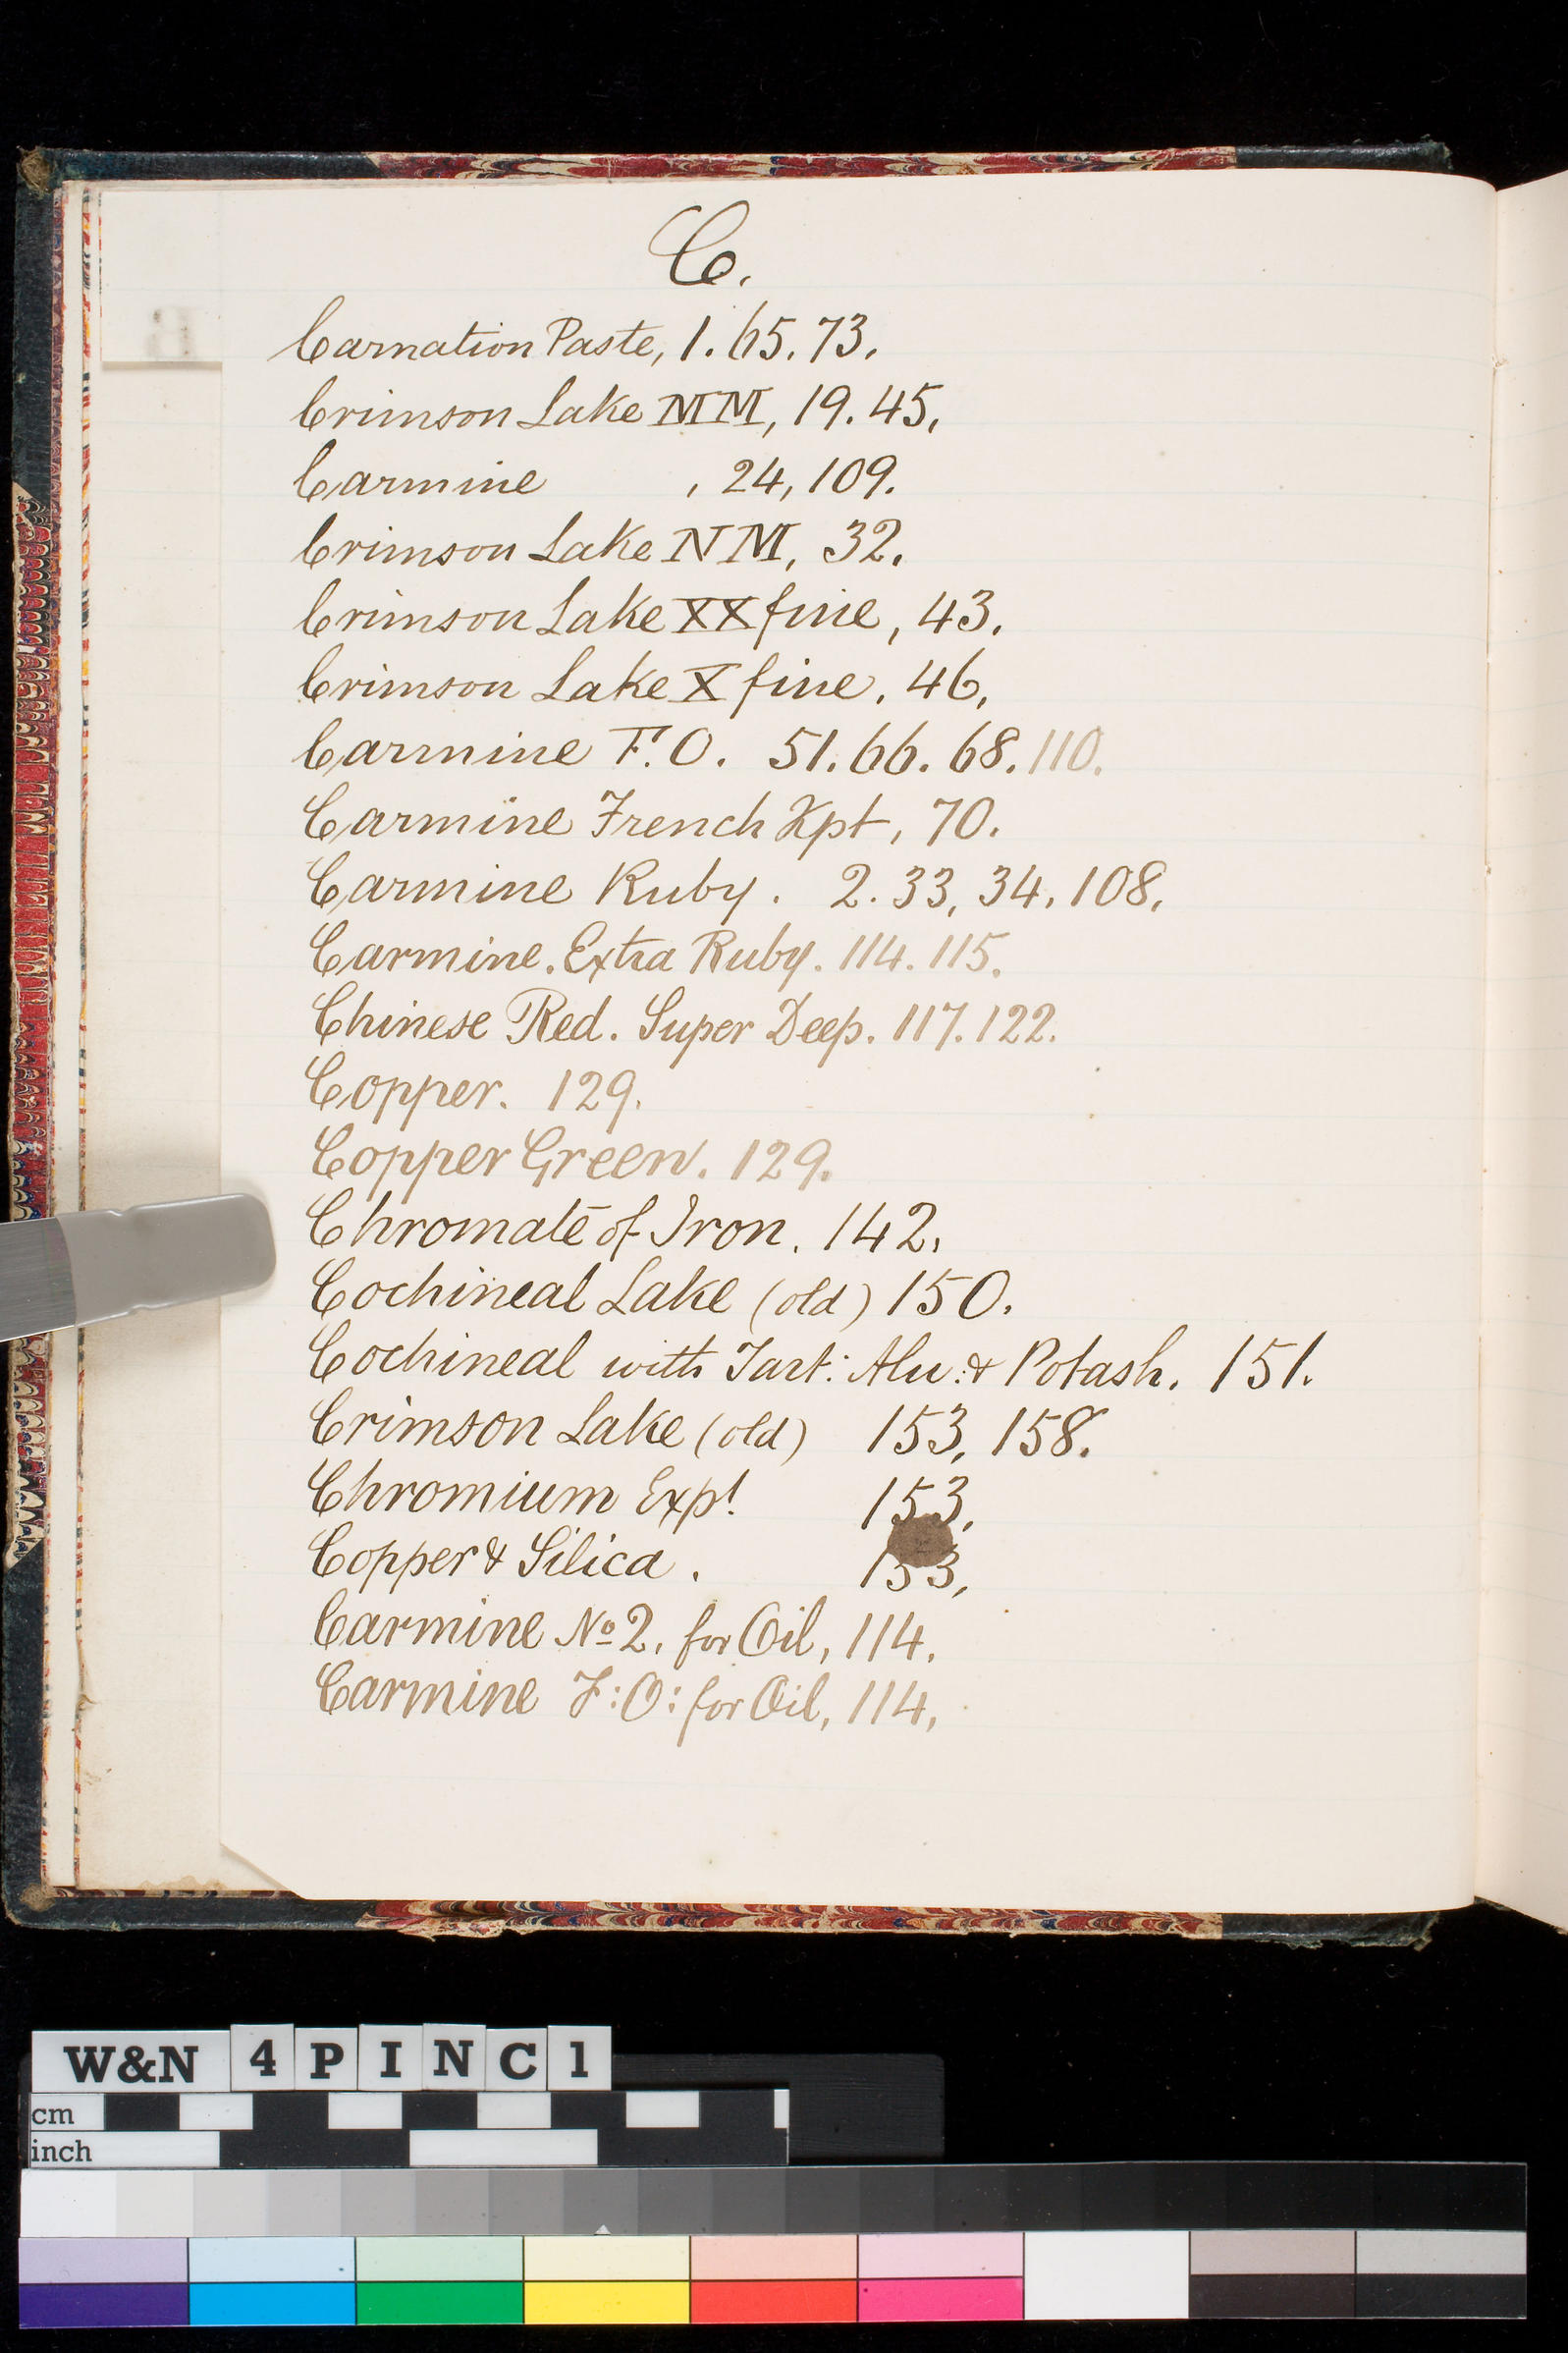 C.
Carnation Paste, 1. 65. 73.
Crimson Lake MM, 19. 45,
Carmine , 24, 109.
Crimson Lake NM, 32.
Crimson Lake XX fine, 43.
Crimson Lake X fine, 46,
Carmine F.O. 51. 66. 68. 110.
Carmine French Xpt, 70.
Carmine Ruby. 2. 33, 34, 108,
Carmine. Extra Ruby. 114. 115.
Chinese Red. Super Deep. 117. 122.
Copper. 129.
Copper Green. 129.
Chromate of Iron. 142,
Cochineal Lake (old) 150.
Cochineal with Tart: Alu: & Potash. 151.
Crimson Lake (old) 153, 158.
Chromium Expt. 153,
Copper & Silica. 153,
Carmine No 2. for Oil, 114.
Carmine F:O: for Oil, 114,
W&N 4 P I N C 1
cm
inch